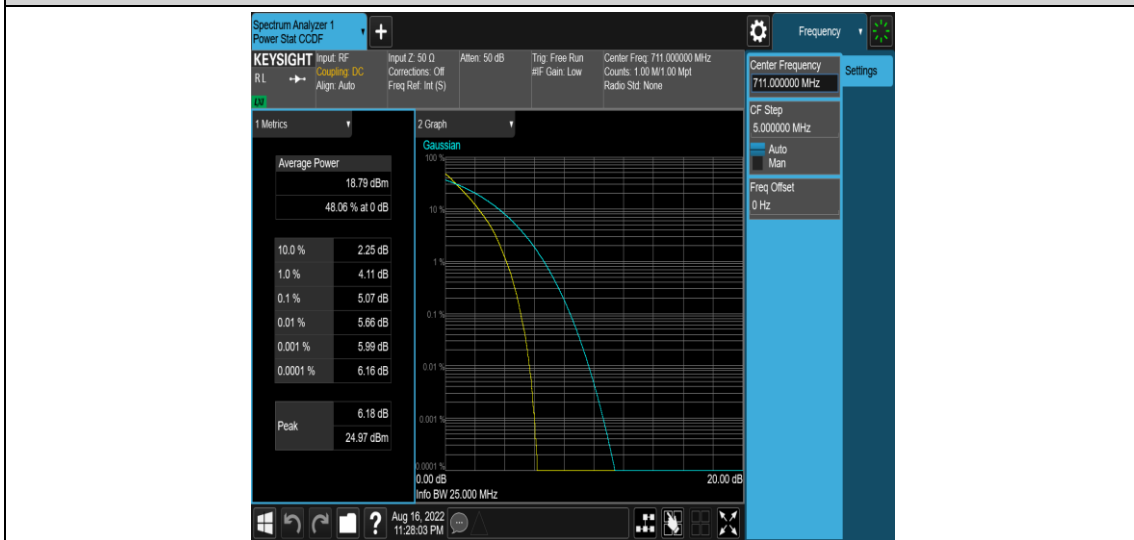 Spectrum Analyzer 1
Power Stat CCDF
+
Frequency
KEYSIGHT
RL
Input: RF
Coupling: DC
Align: Auto
Input Z: 50 Ω
Corrections: Off
Freq Ref: Int (S)
Atten: 50 dB
Trig: Free Run
#IF Gain: Low
Center Freq: 711.000000 MHz
Counts: 1.00 M/1.00 Mpt
Radio Std: None
Center Frequency
711.000000 MHz
Settings
CF Step
5.000000 MHz
Auto
Man
Freq Offset
0 Hz
1 Metrics
Average Power
18.79 dBm
48.06 % at 0 dB
10.0 % 2.25 dB
1.0 % 4.11 dB
0.1 % 5.07 dB
0.01 % 5.66 dB
0.001 % 5.99 dB
0.0001 % 6.16 dB
Peak
6.18 dB
24.97 dBm
2 Graph
Gaussian
100 %
10 %
1 %
0.1 %
0.01 %
0.001 %
0.0001 %
0.00 dB 20.00 dB
Info BW 25.000 MHz
?
Aug 16, 2022
11:28:03 PM